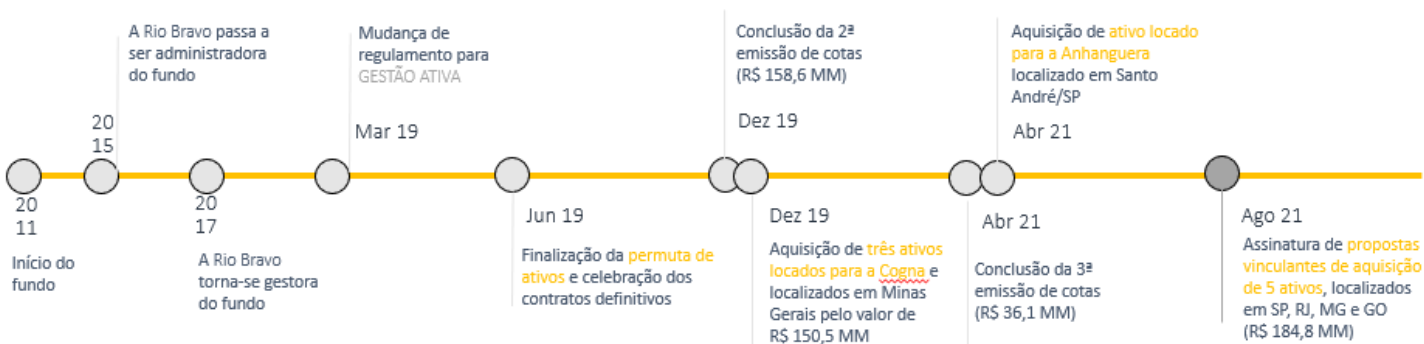 20
11
Início do
fundo
20
15
A Rio Bravo passa a
ser administradora
do fundo
20
17
A Rio Bravo
torna-se gestora
do fundo
Mudança de
regulamento para
GESTÃO ATIVA
Mar 19
Jun 19
Finalização da permuta de
ativos e celebração dos
contratos definitivos
Conclusão da 2ª
emissão de cotas
(R$ 158,6 MM)
Dez 19
Dez 19
Aquisição de três ativos
locados para a Cogna e
localizados em Minas
Gerais pelo valor de
R$ 150,5 MM
Abr 21
Conclusão da 3ª
emissão de cotas
(R$ 36,1 MM)
Aquisição de ativo locado
para a Anhanguera
localizado em Santo
André/SP
Abr 21
Ago 21
Assinatura de propostas
vinculantes de aquisição
de 5 ativos, localizados
em SP, RJ, MG e GO
(R$ 184,8 MM)